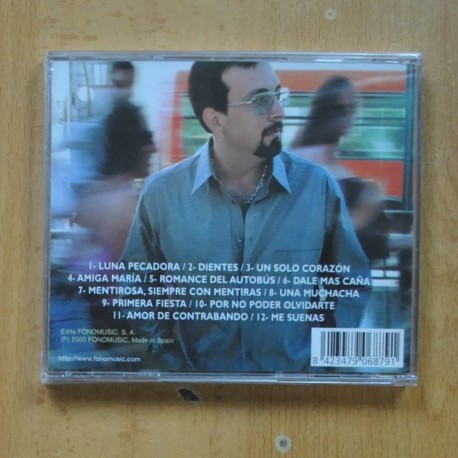 1- LUNA PECADORA / 2- DIENTES / 3- UN SOLO CORAZÓN
4- AMIGA MARÍA / 5- ROMANCE DEL AUTOBÚS / 6- DALE MAS CAÑA
7- MENTIROSA, SIEMPRE CON MENTIRAS / 8- UNA MUCHACHA
9- PRIMERA FIESTA / 10- POR NO PODER OLVIDARTE
11- AMOR DE CONTRABANDO / 12- ME SUENAS
Edita FONOMUSIC, S. A.
(P) 2000 FONOMUSIC, Made in Spain
http://www.fonomusic.com
8 423479 068791